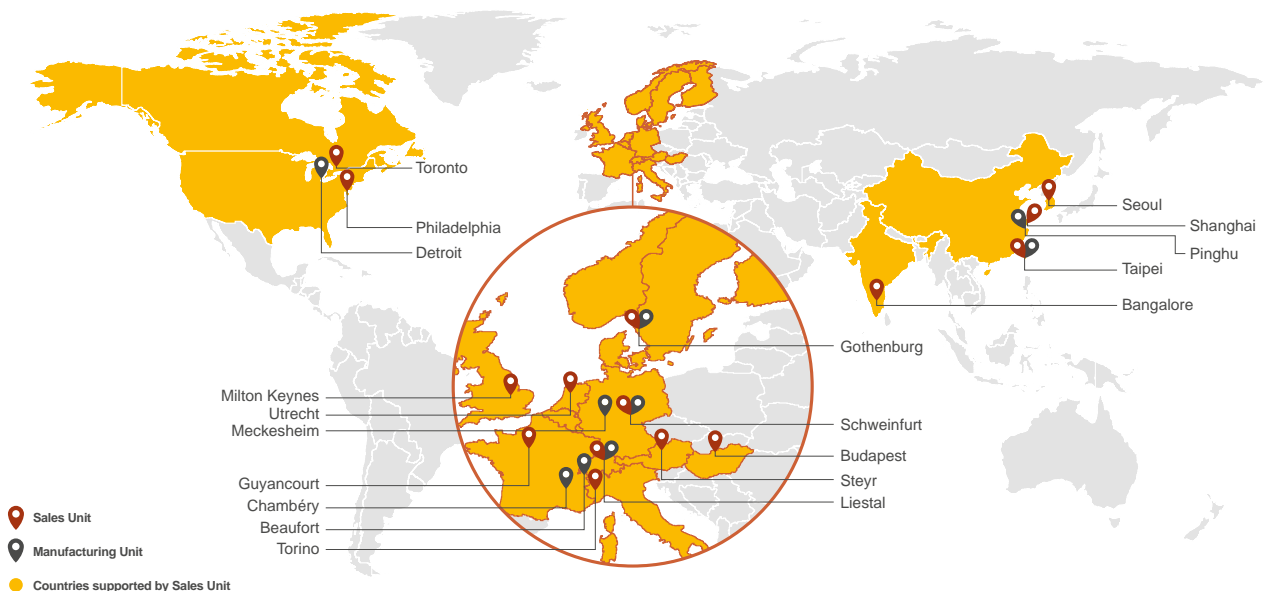 Toronto
Philadelphia
Detroit
Seoul
Shanghai
Pinghu
Taipei
Bangalore
Gothenburg
Milton Keynes
Utrecht
Meckesheim
Schweinfurt
Budapest
Steyr
Liestal
Guyancourt
Chambéry
Beaufort
Torino
Sales Unit
Manufacturing Unit
Countries supported by Sales Unit